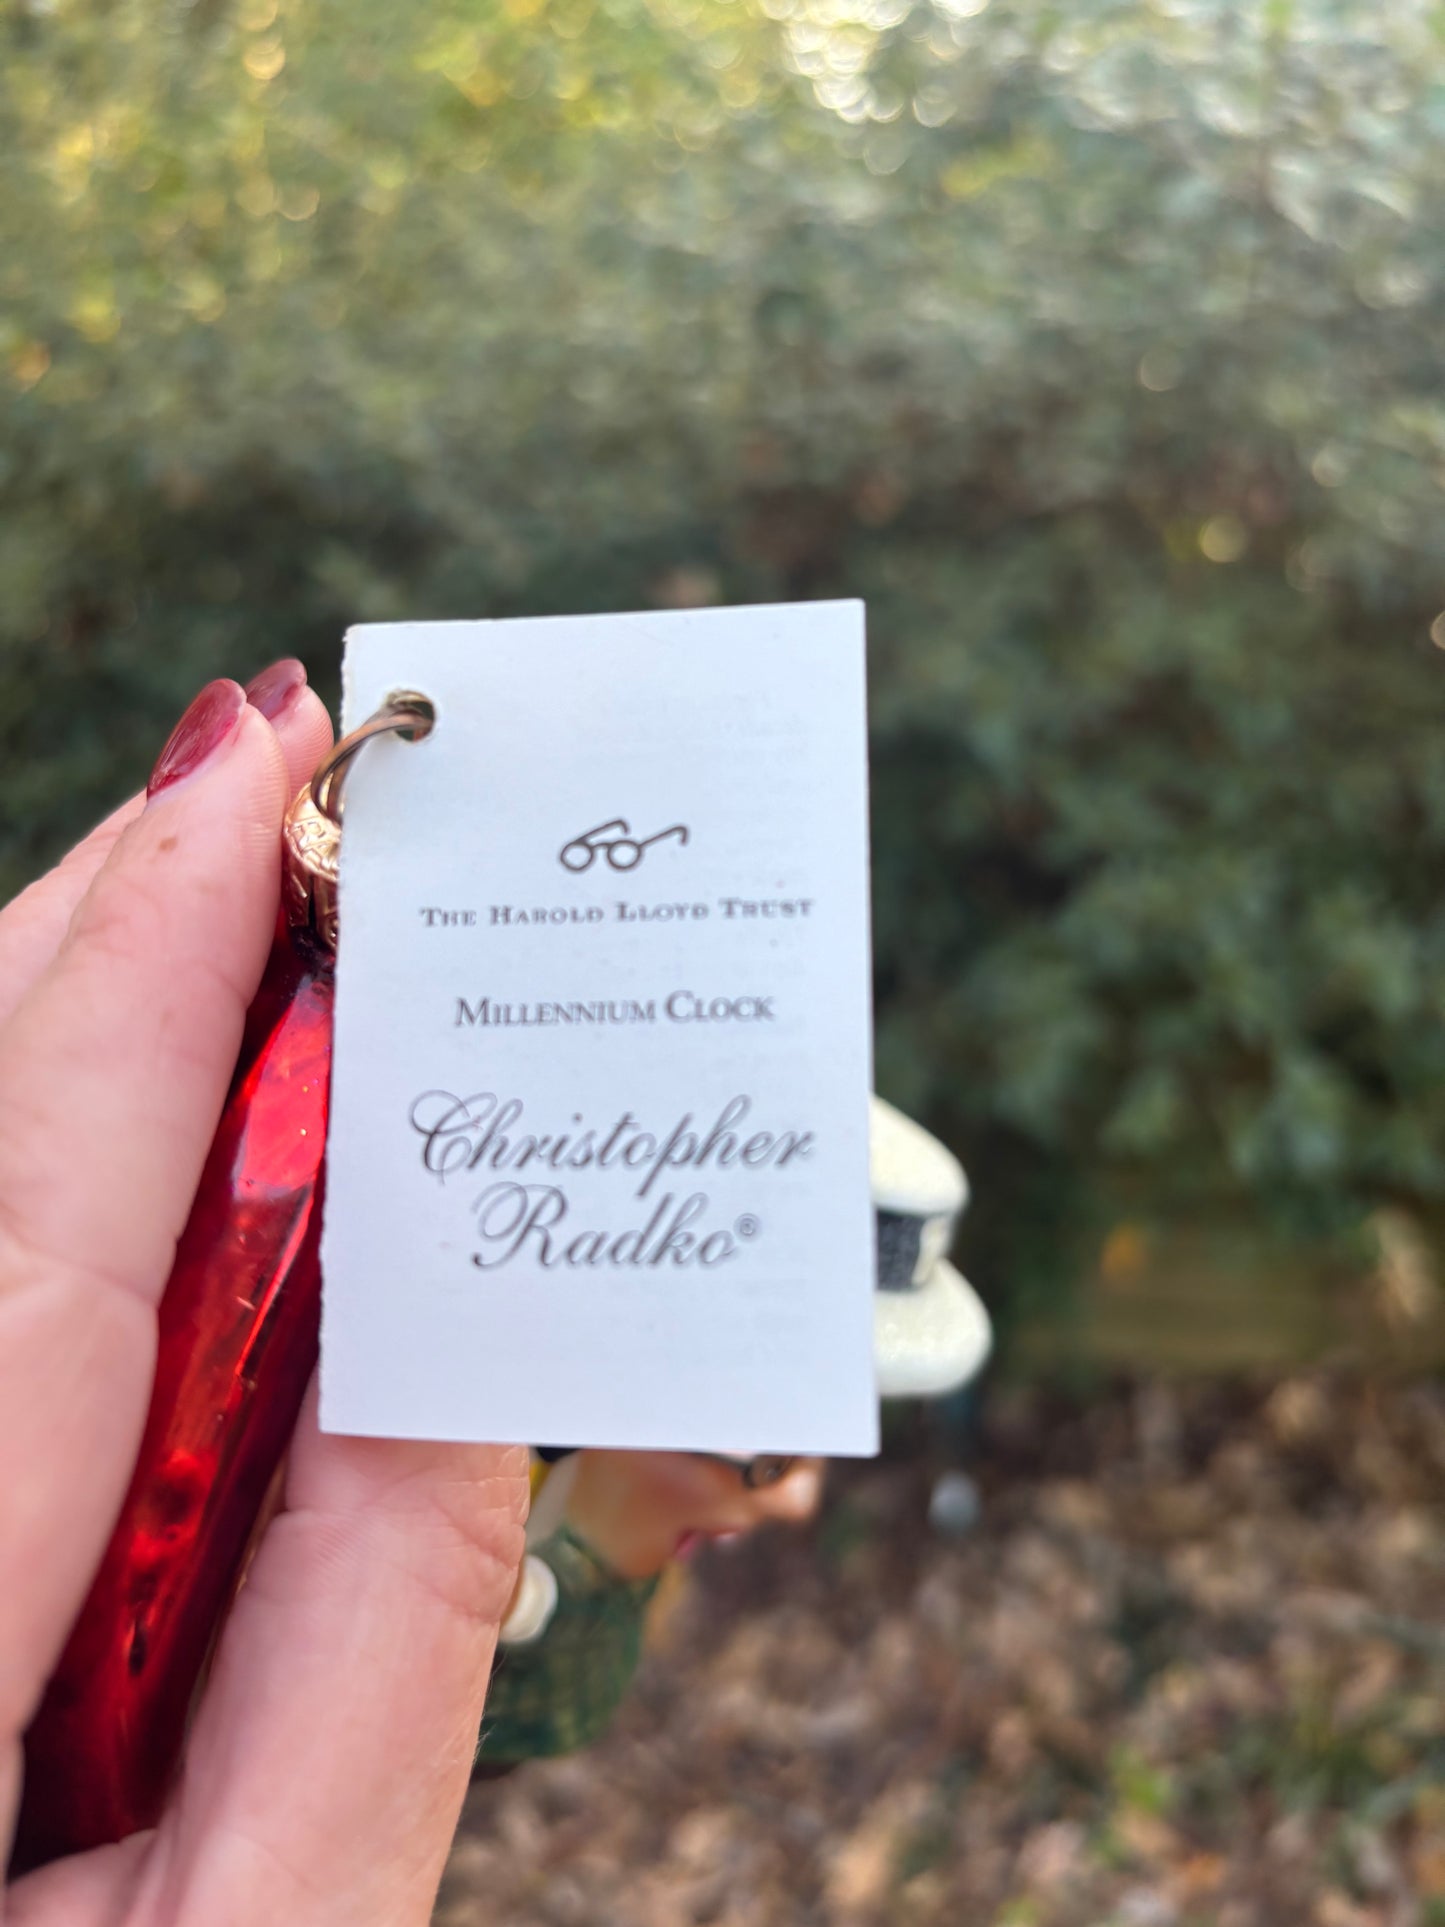 The Harold Lloyd Trust
Millennium Clock
Christopher
Radko®